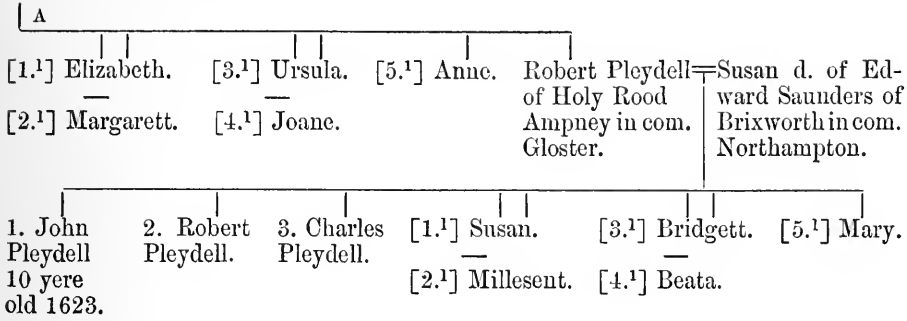 A
[1.¹] Elizabeth. [3.¹] Ursula. [5.¹] Anne. Robert Pleydell Susan d. of Ed-
of Holy Rood ward Saunders of
[2.¹] Margarett. [4.¹] Joane. Ampney in com. Brixworth in com.
Gloster. Northampton.
1. John 2. Robert 3. Charles [1.¹] Susan. [3.¹] Bridgett. [5.¹] Mary.
Pleydell Pleydell. Pleydell.
10 yere [2.¹] Millesent. [4.¹] Beata.
old 1623.